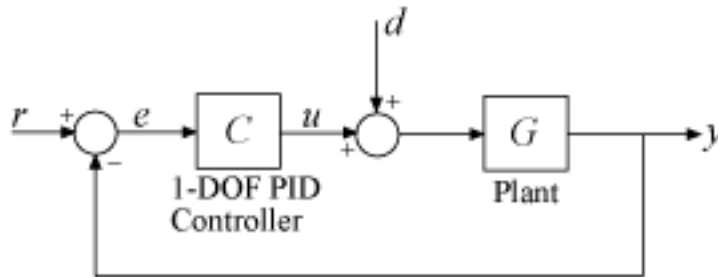 d
r + e C u + + G y
−
1-DOF PID
Controller
Plant